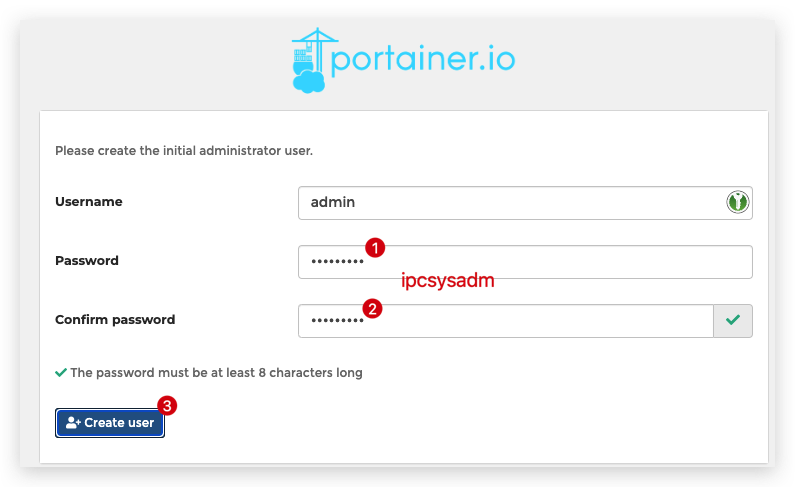 portainer.io
Please create the initial administrator user.
Username admin
Password ••••••••• 1
ipcsysadm
Confirm password ••••••••• 2
The password must be at least 8 characters long
Create user 3